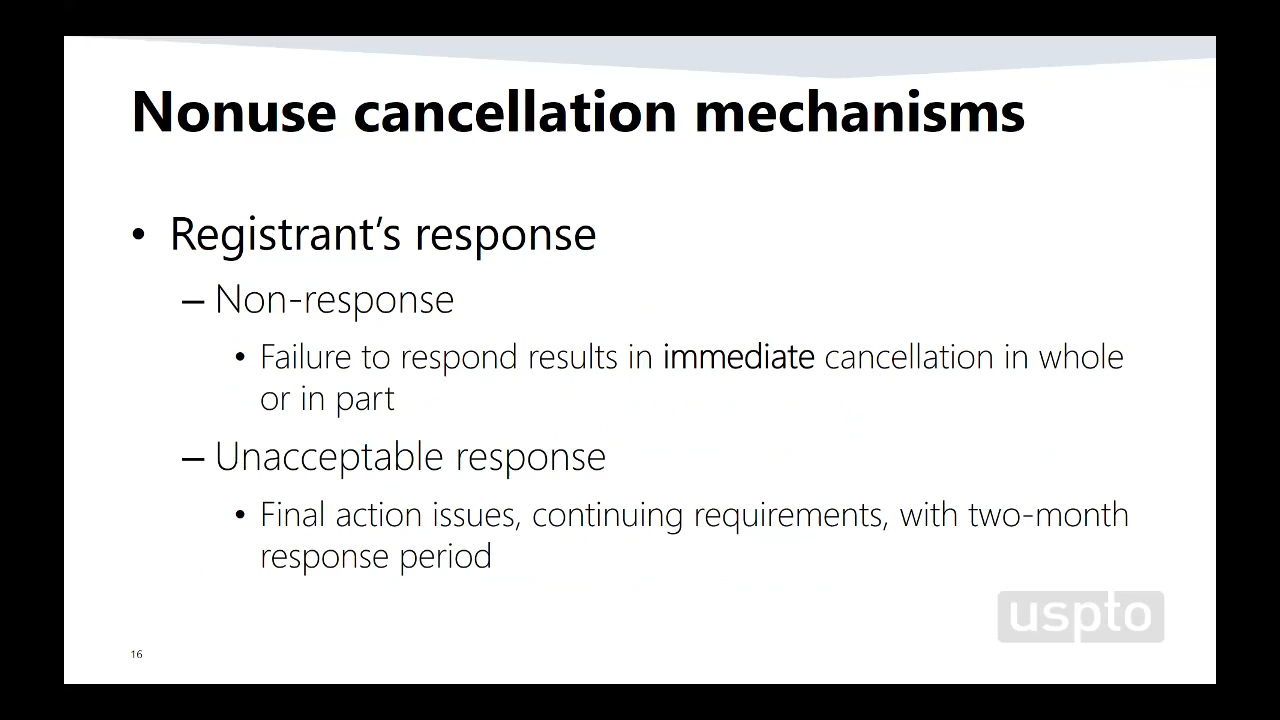 Nonuse cancellation mechanisms
• Registrant’s response
– Non-response
• Failure to respond results in immediate cancellation in whole
or in part
– Unacceptable response
• Final action issues, continuing requirements, with two-month
response period
uspto
16